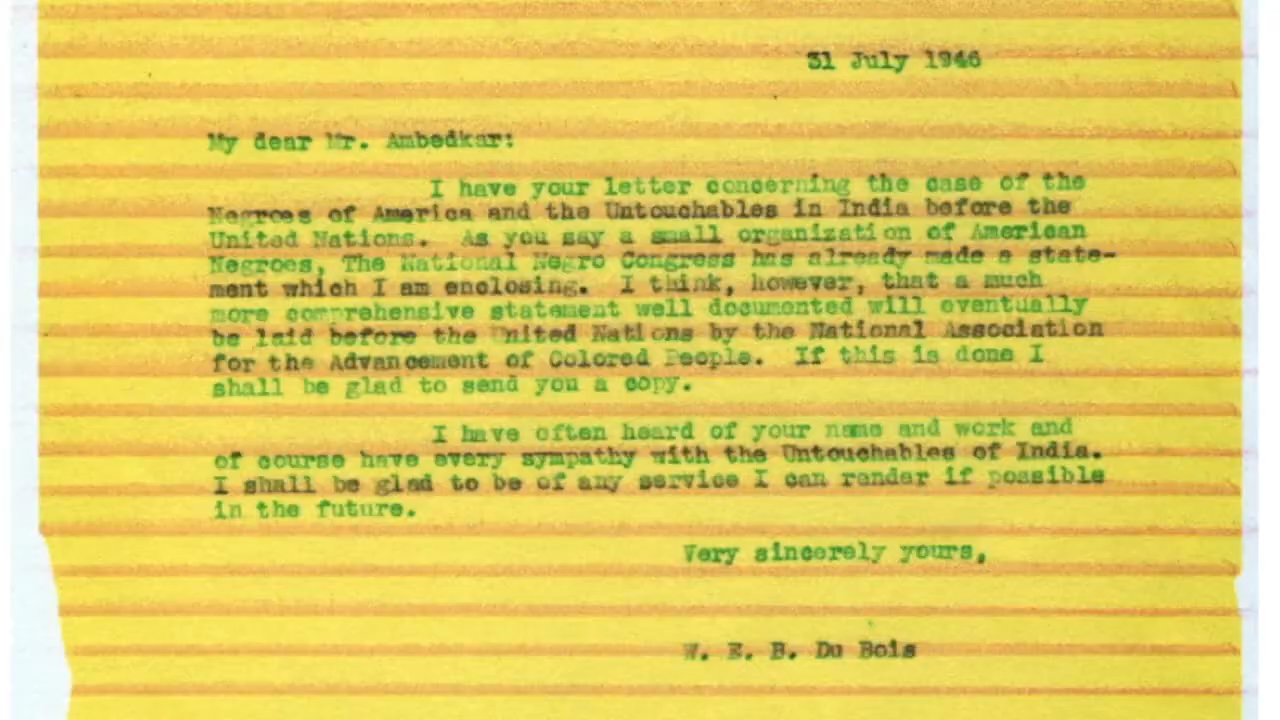 31 July 1946
My dear Mr. Ambedkar:
I have your letter concerning the case of the
Negroes of America and the Untouchables in India before the
United Nations. As you say a small organization of American
Negroes, The National Negro Congress has already made a state-
ment which I am enclosing. I think, however, that a much
more comprehensive statement well documented will eventually
be laid before the United Nations by the National Association
for the Advancement of Colored People. If this is done I
shall be glad to send you a copy.
I have often heard of your name and work and
of course have every sympathy with the Untouchables of India.
I shall be glad to be of any service I can render if possible
in the future.
Very sincerely yours,
W. E. B. Du Bois